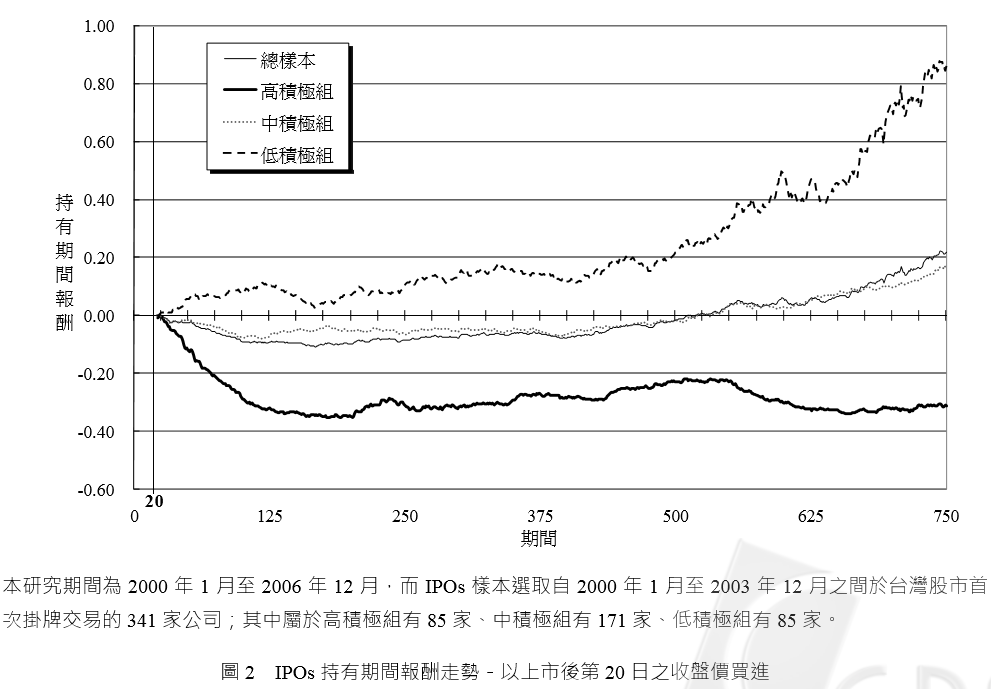 1.00
0.80
0.60
0.40
0.20
0.00
-0.20
-0.40
-0.60
總樣本
高積極組
中積極組
低積極組
持有期間報酬
20
0 125 250 375 500 625 750
期間
本研究期間為 2000 年 1 月至 2006 年 12 月，而 IPOs 樣本選取自 2000 年 1 月至 2003 年 12 月之間於台灣股市首
次掛牌交易的 341 家公司；其中屬於高積極組有 85 家、中積極組有 171 家、低積極組有 85 家。
圖 2 IPOs 持有期間報酬走勢－以上市後第 20 日之收盤價買進